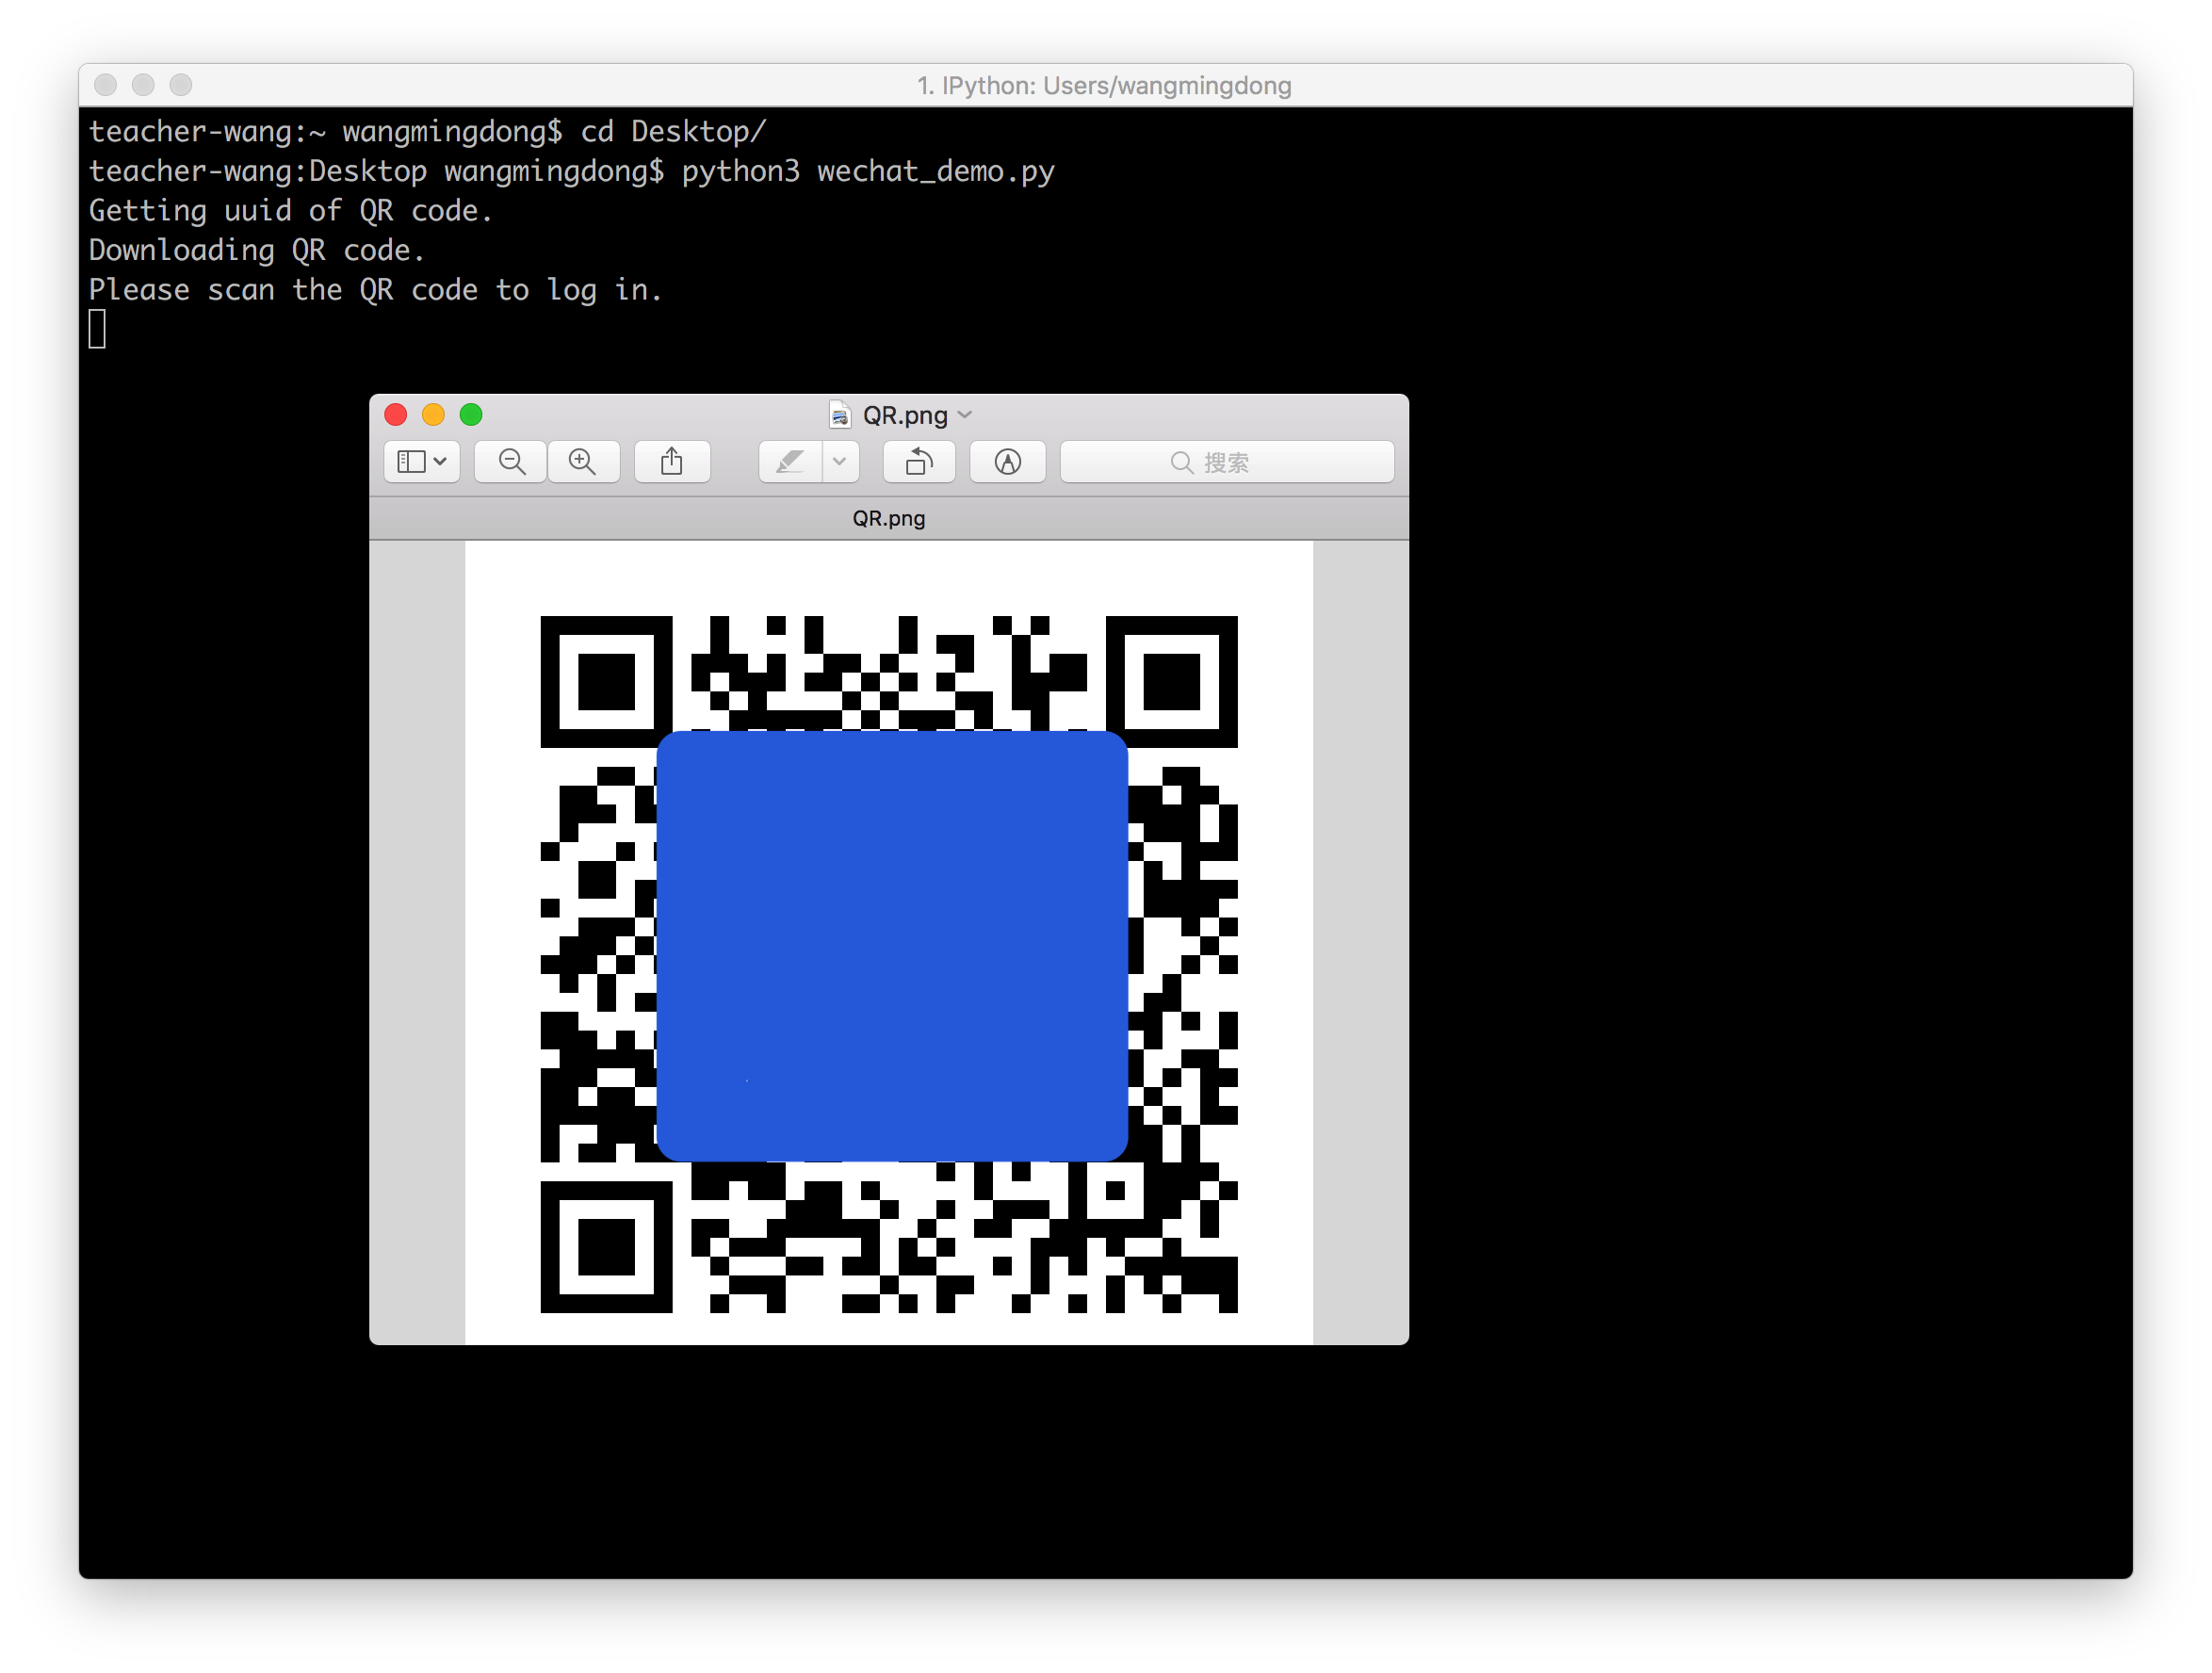 1. IPython: Users/wangmingdong
teacher-wang:~ wangmingdong$ cd Desktop/
teacher-wang:Desktop wangmingdong$ python3 wechat_demo.py
Getting uuid of QR code.
Downloading QR code.
Please scan the QR code to log in.
QR.png
搜索
QR.png